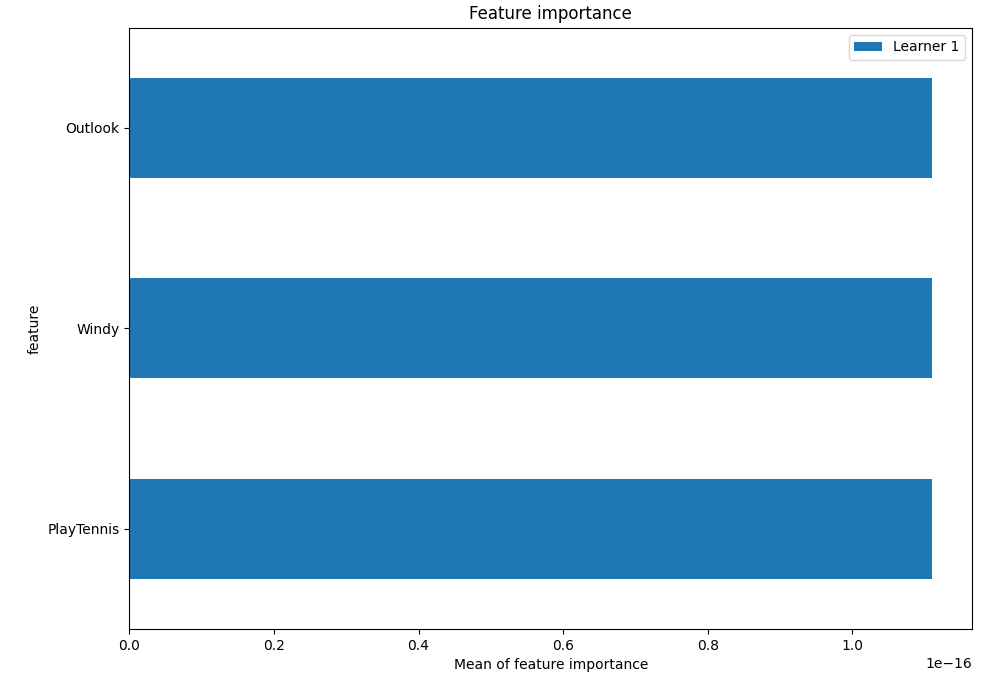 Feature importance
Learner 1
Outlook
Windy
PlayTennis
feature
0.0 0.2 0.4 0.6 0.8 1.0
1e−16
Mean of feature importance